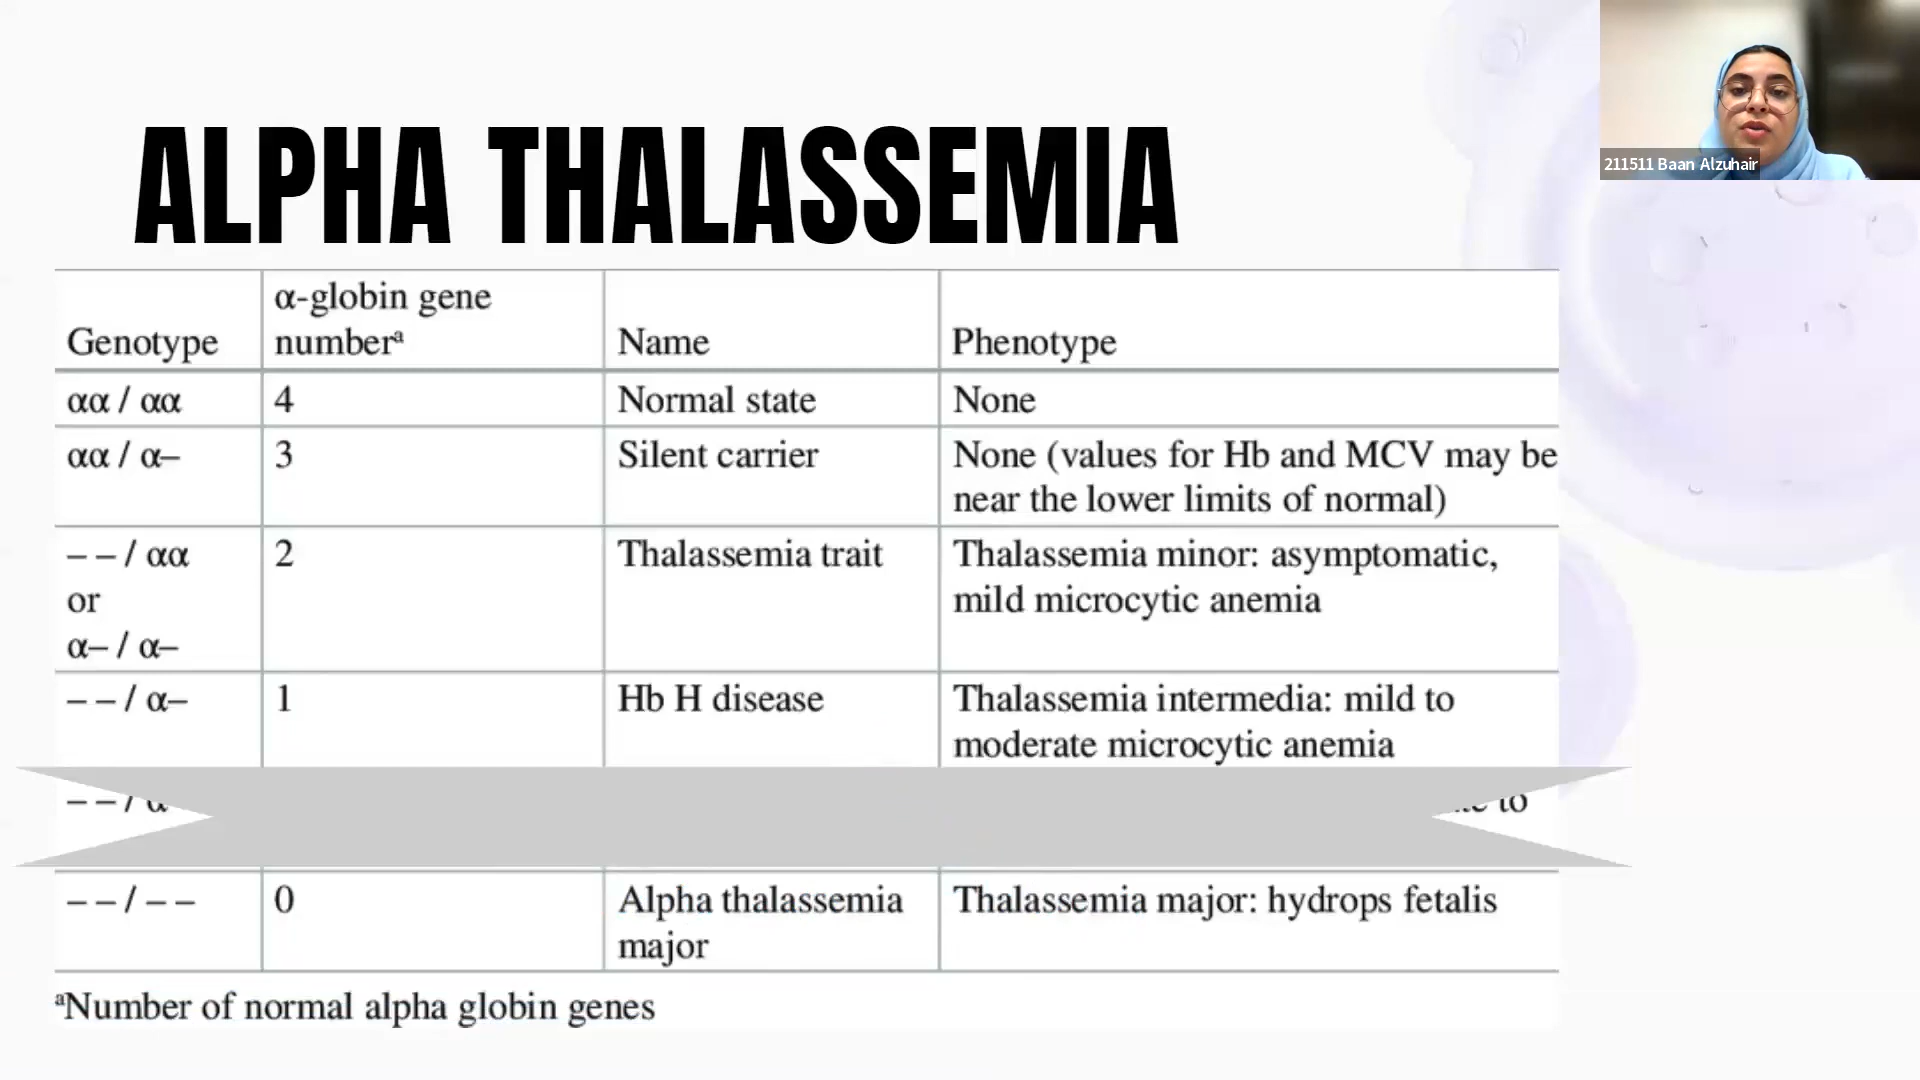 211511 Baan Alzuhair
ALPHA THALASSEMIA
Genotype α-globin gene numberᵃ Name Phenotype
αα / αα 4 Normal state None
αα / α– 3 Silent carrier None (values for Hb and MCV may be
near the lower limits of normal)
– – / αα 2 Thalassemia trait Thalassemia minor: asymptomatic,
or mild microcytic anemia
α– / α–
– – / α– 1 Hb H disease Thalassemia intermedia: mild to
moderate microcytic anemia
– – / α to
– – / – – 0 Alpha thalassemia Thalassemia major: hydrops fetalis
major
ᵃNumber of normal alpha globin genes